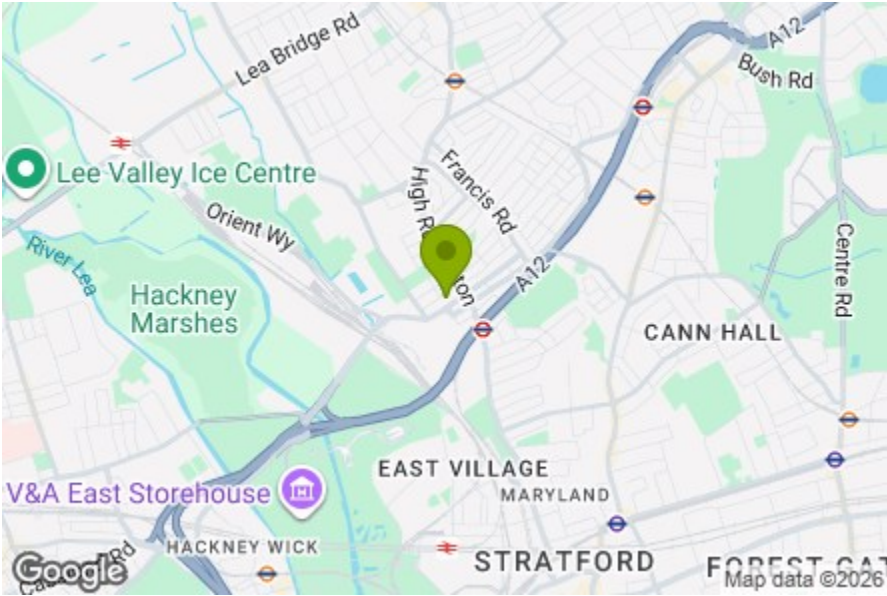 Lea Bridge Rd
A12
Bush Rd
Lee Valley Ice Centre
Francis Rd
High R
Orient Wy
River Lea
ton
A12
Centre Rd
Hackney
Marshes
CANN HALL
EAST VILLAGE
V&A East Storehouse
MARYLAND
HACKNEY WICK
STRATFORD
Google
Map data ©2026